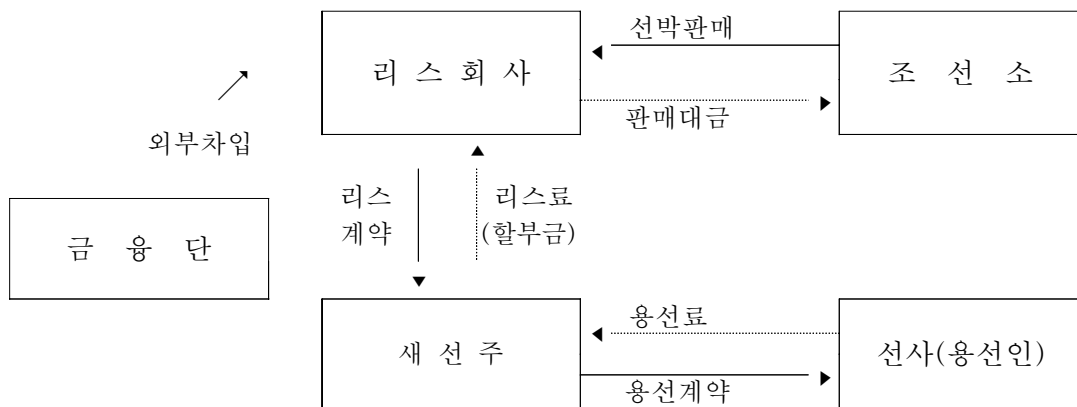 선박판매
리 스 회 사
조 선 소
판매대금
외부차입
리스
계약
리스료
(할부금)
금 융 단
용선료
새 선 주
선사(용선인)
용선계약